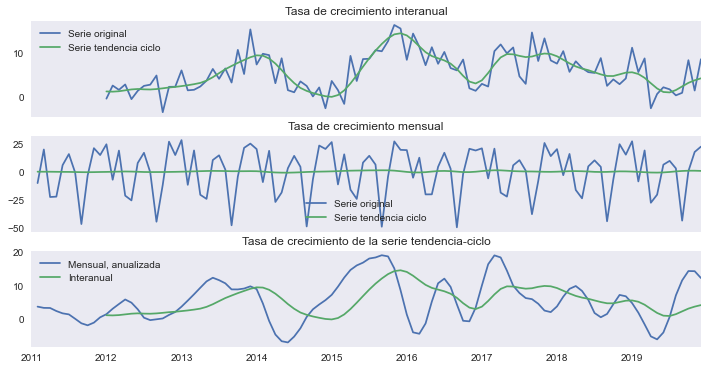 Tasa de crecimiento interanual
Serie original
Serie tendencia ciclo
10
0
Tasa de crecimiento mensual
25
0
−25
−50
Serie original
Serie tendencia ciclo
Tasa de crecimiento de la serie tendencia-ciclo
20
10
0
Mensual, anualizada
Interanual
2011 2012 2013 2014 2015 2016 2017 2018 2019